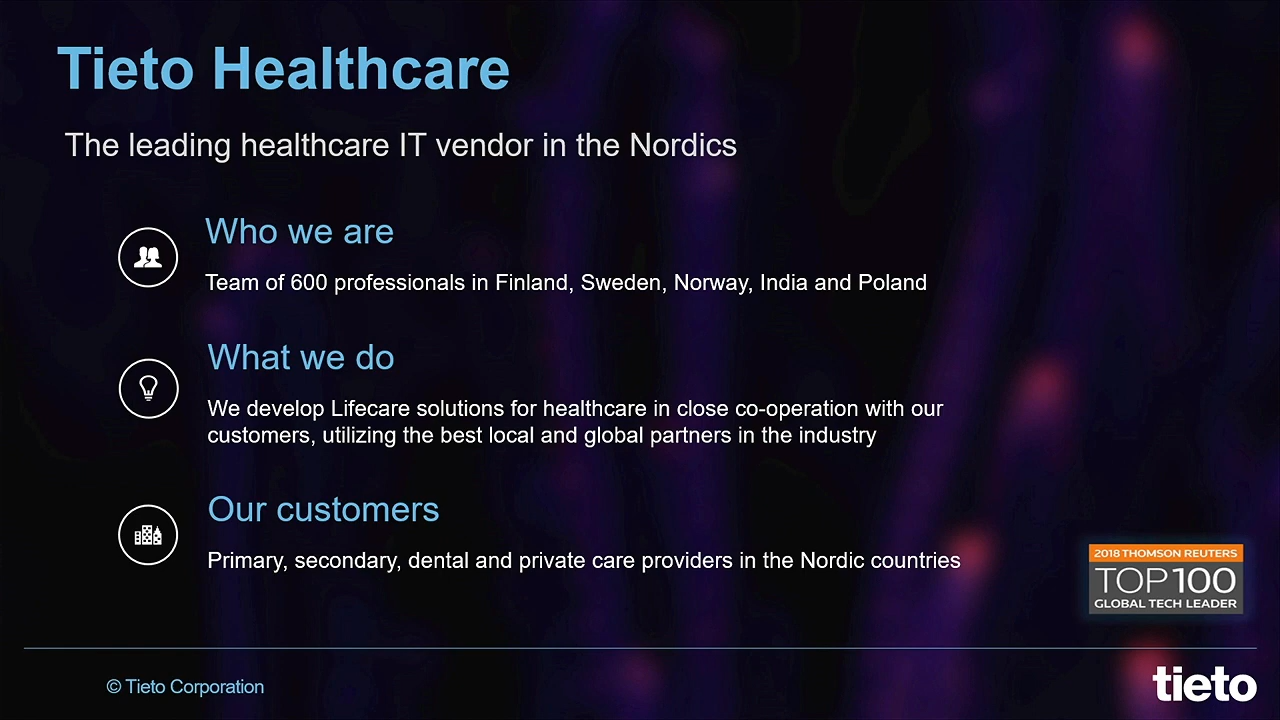 Tieto Healthcare
The leading healthcare IT vendor in the Nordics
Who we are
Team of 600 professionals in Finland, Sweden, Norway, India and Poland
What we do
We develop Lifecare solutions for healthcare in close co-operation with our
customers, utilizing the best local and global partners in the industry
Our customers
Primary, secondary, dental and private care providers in the Nordic countries
2018 THOMSON REUTERS
TOP 100
GLOBAL TECH LEADER
© Tieto Corporation
tieto